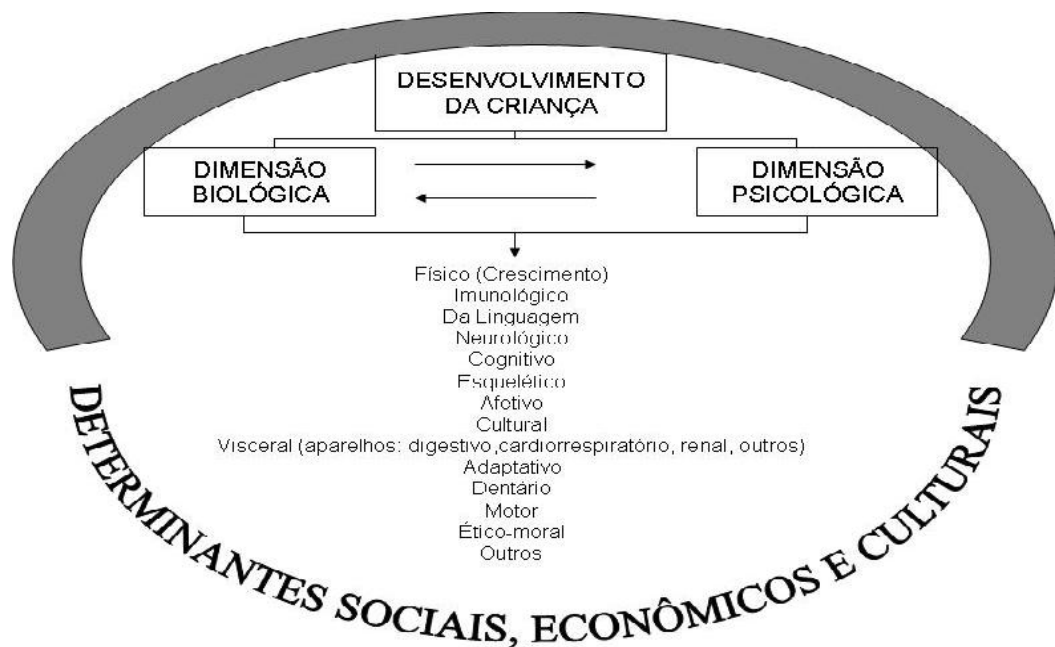 DESENVOLVIMENTO
DA CRIANÇA
DIMENSÃO
BIOLÓGICA
DIMENSÃO
PSICOLÓGICA
Físico (Crescimento)
Imunológico
Da Linguagem
Neurológico
Cognitivo
Esquelético
Afetivo
Cultural
Visceral (aparelhos: digestivo,cardiorrespiratório, renal, outros)
Adaptativo
Dentário
Motor
Ético-moral
Outros
DETERMINANTES SOCIAIS, ECONÔMICOS E CULTURAIS